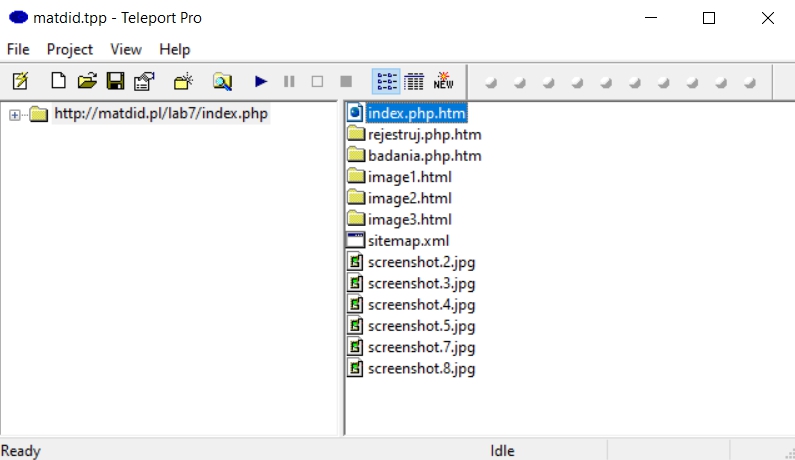 matdid.tpp - Teleport Pro
File Project View Help
NEW
http://matdid.pl/lab7/index.php
index.php.htm
rejestruj.php.htm
badania.php.htm
image1.html
image2.html
image3.html
sitemap.xml
screenshot.2.jpg
screenshot.3.jpg
screenshot.4.jpg
screenshot.5.jpg
screenshot.7.jpg
screenshot.8.jpg
Ready Idle